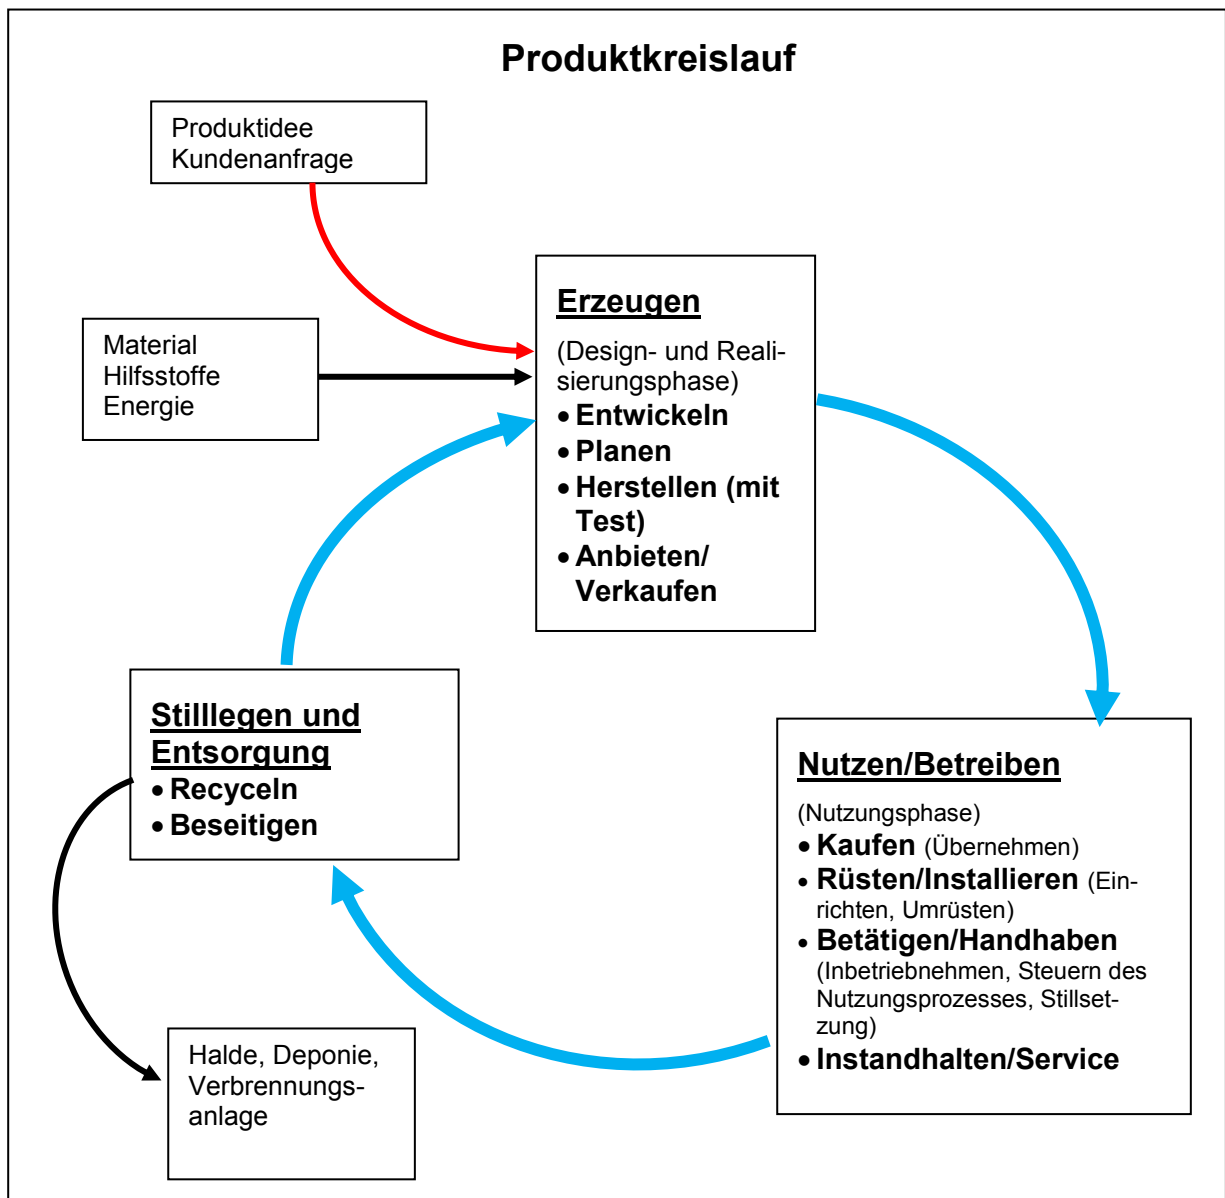 Produktkreislauf
Produktidee
Kundenanfrage
Material
Hilfsstoffe
Energie
Erzeugen
(Design- und Reali-
sierungsphase)
• Entwickeln
• Planen
• Herstellen (mit
Test)
• Anbieten/
Verkaufen
Stilllegen und
Entsorgung
• Recyceln
• Beseitigen
Nutzen/Betreiben
(Nutzungsphase)
• Kaufen (Übernehmen)
• Rüsten/Installieren (Ein-
richten, Umrüsten)
• Betätigen/Handhaben
(Inbetriebnehmen, Steuern des
Nutzungsprozesses, Stillset-
zung)
• Instandhalten/Service
Halde, Deponie,
Verbrennungs-
anlage